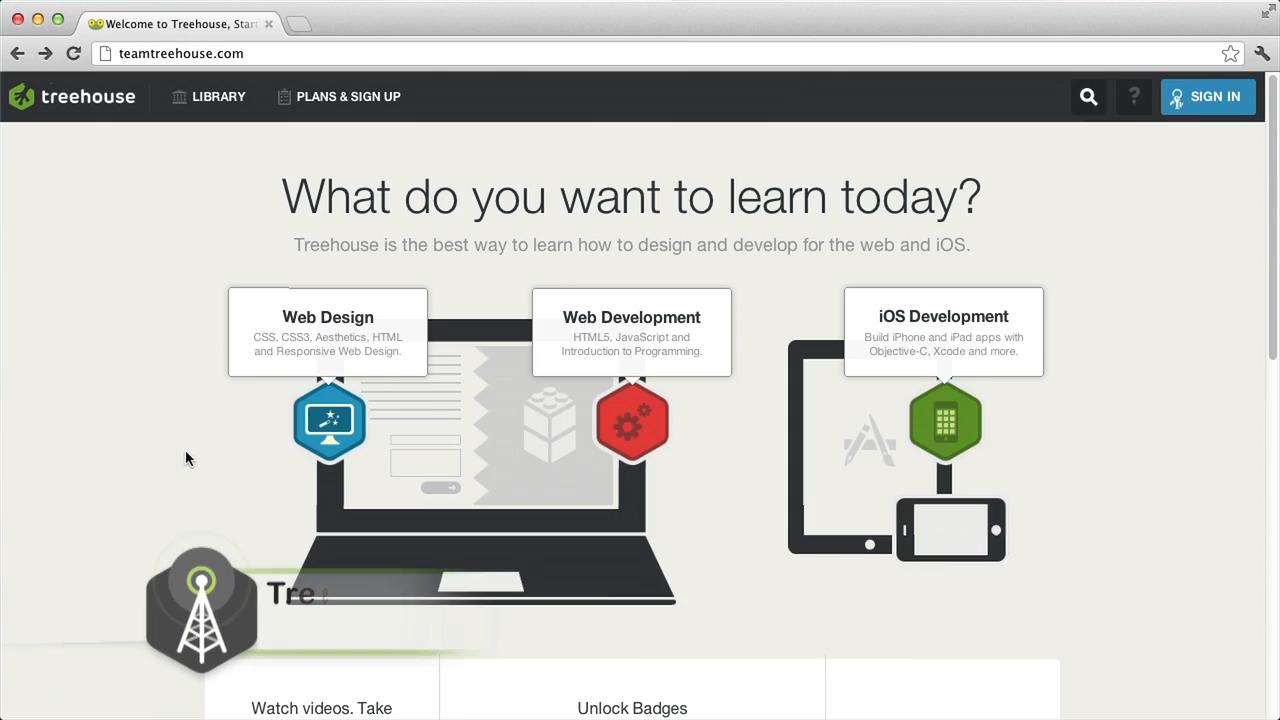 Welcome to Treehouse, Start
teamtreehouse.com
treehouse
LIBRARY
PLANS & SIGN UP
?
SIGN IN
What do you want to learn today?
Treehouse is the best way to learn how to design and develop for the web and iOS.
Web Design
CSS, CSS3, Aesthetics, HTML
and Responsive Web Design.
Web Development
HTML5, JavaScript and
Introduction to Programming.
iOS Development
Build iPhone and iPad apps with
Objective-C, Xcode and more.
Tre
Watch videos. Take
Unlock Badges